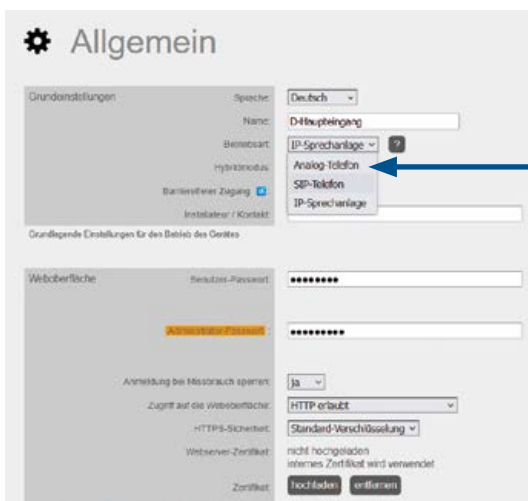 Allgemein
Grundeinstellungen
Sprache:
Deutsch
Name:
D-Haupteingang
Betriebsart:
IP-Sprechanlage
?
Hybridmodus:
Analog-Telefon
SIP-Telefon
IP-Sprechanlage
Barrierefreier Zugang
Installateur / Kontakt:
Grundlegende Einstellungen für den Betrieb des Gerätes
Weboberfläche
Benutzer-Passwort:
••••••••
Administrator-Passwort:
•••••••••
Anmeldung bei Missbrauch sperren:
ja
Zugriff auf die Weboberfläche:
HTTP erlaubt
HTTPS-Sicherheit:
Standard-Verschlüsselung
Webserver-Zertifikat:
nicht hochgeladen
internes Zertifikat wird verwendet
Zertifikat:
hochladen entfernen